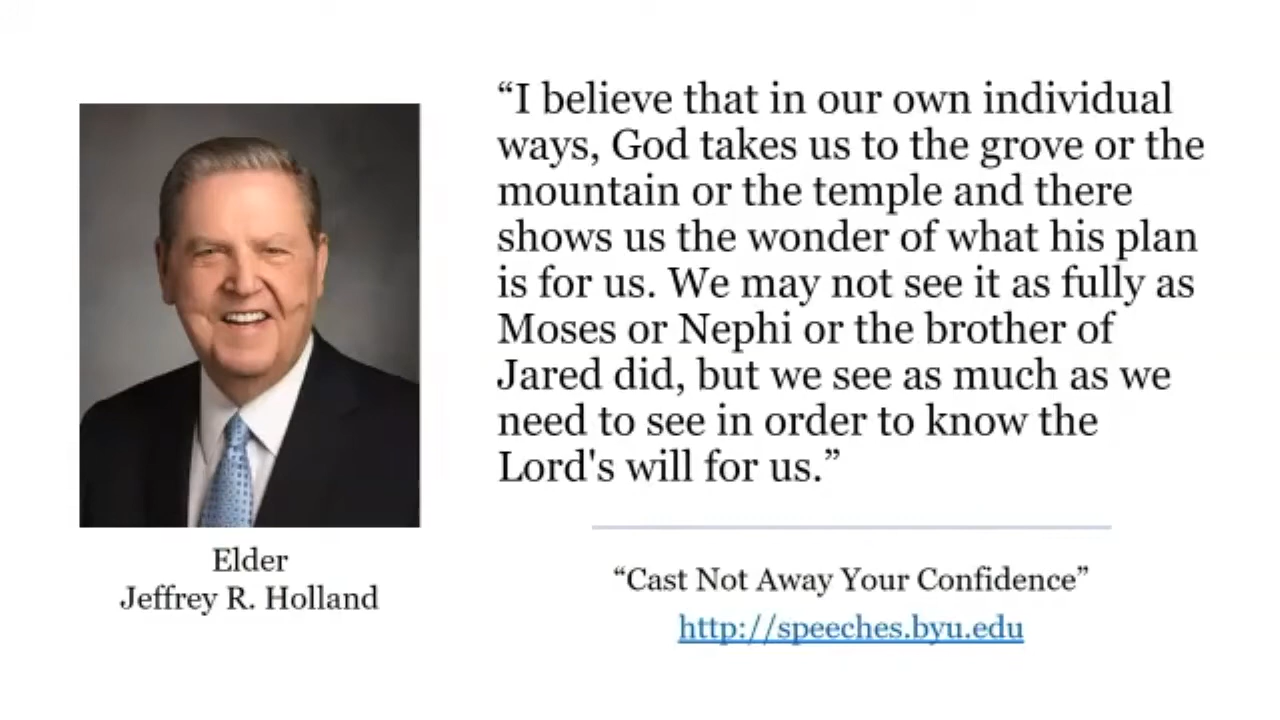 “I believe that in our own individual
ways, God takes us to the grove or the
mountain or the temple and there
shows us the wonder of what his plan
is for us. We may not see it as fully as
Moses or Nephi or the brother of
Jared did, but we see as much as we
need to see in order to know the
Lord's will for us.”
Elder
Jeffrey R. Holland
“Cast Not Away Your Confidence”
http://speeches.byu.edu